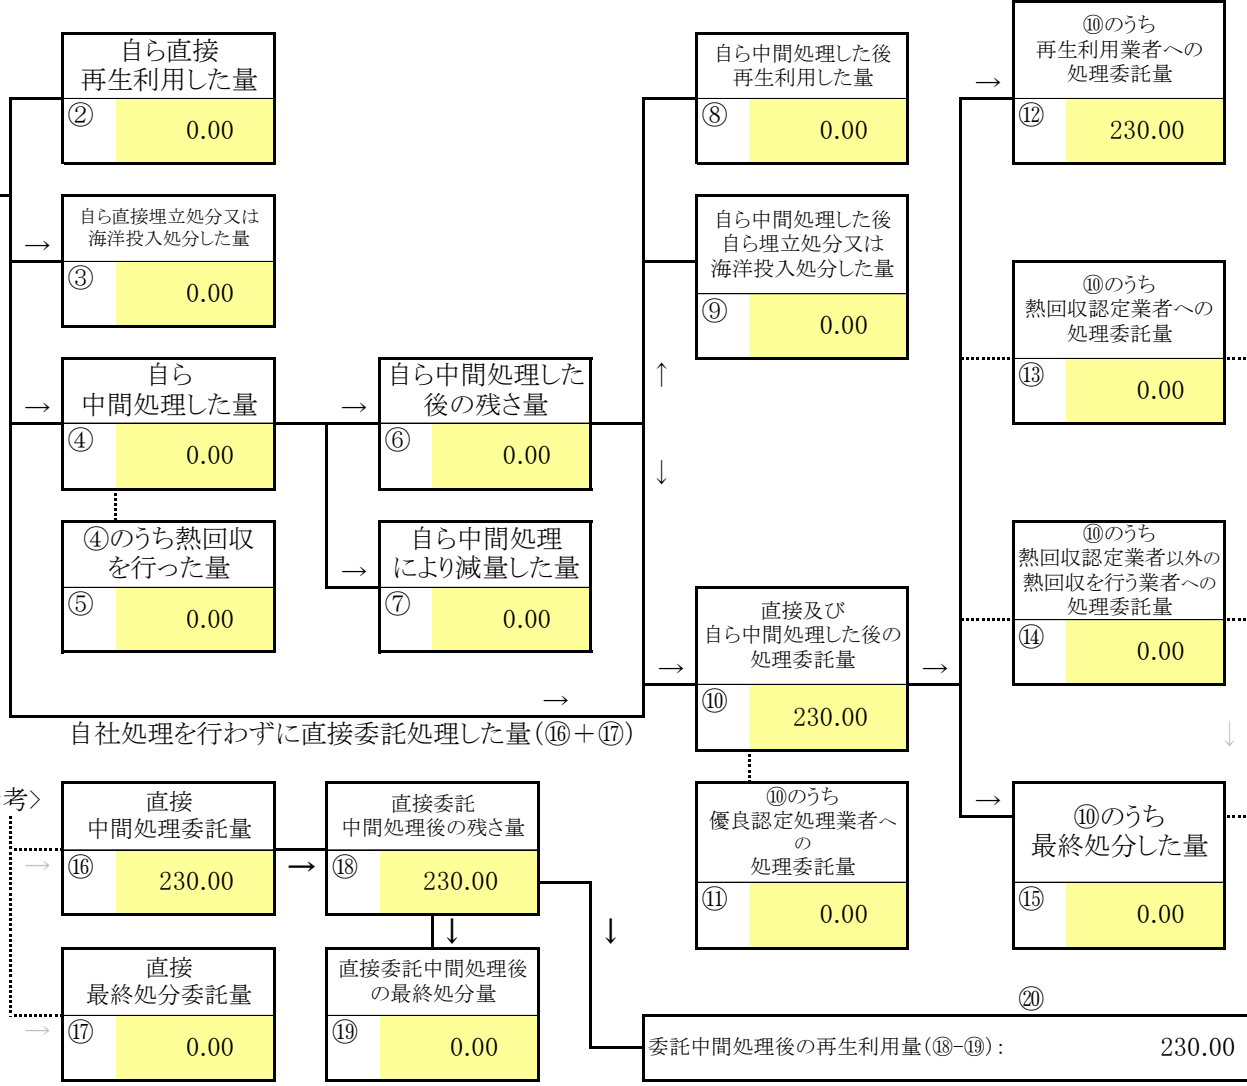 自ら直接
再生利用した量
②
0.00
→
自ら直接埋立処分又は
海洋投入処分した量
③
0.00
→
自ら
中間処理した量
④
0.00
④のうち熱回収
を行った量
⑤
0.00
→
自ら中間処理した
後の残さ量
⑥
0.00
→
自ら中間処理
により減量した量
⑦
0.00
自ら中間処理した後
再生利用した量
⑧
0.00
自ら中間処理した後
自ら埋立処分又は
海洋投入処分した量
⑨
0.00
↑
↓
→
→
直接及び
自ら中間処理した後の
処理委託量
⑩
230.00
⑩のうち
優良認定処理業者へ
の
処理委託量
⑪
0.00
→
→
⑩のうち
再生利用業者への
処理委託量
⑫
230.00
⑩のうち
熱回収認定業者への
処理委託量
⑬
0.00
⑩のうち
熱回収認定業者以外の
熱回収を行う業者への
処理委託量
⑭
0.00
↓
→
⑩のうち
最終処分した量
⑮
0.00
自社処理を行わずに直接委託処理した量(⑯＋⑰)
考>
→
直接
中間処理委託量
⑯
230.00
→
直接委託
中間処理後の残さ量
⑱
230.00
↓
↓
→
直接
最終処分委託量
⑰
0.00
直接委託中間処理後
の最終処分量
⑲
0.00
⑳
委託中間処理後の再生利用量(⑱-⑲)： 230.00